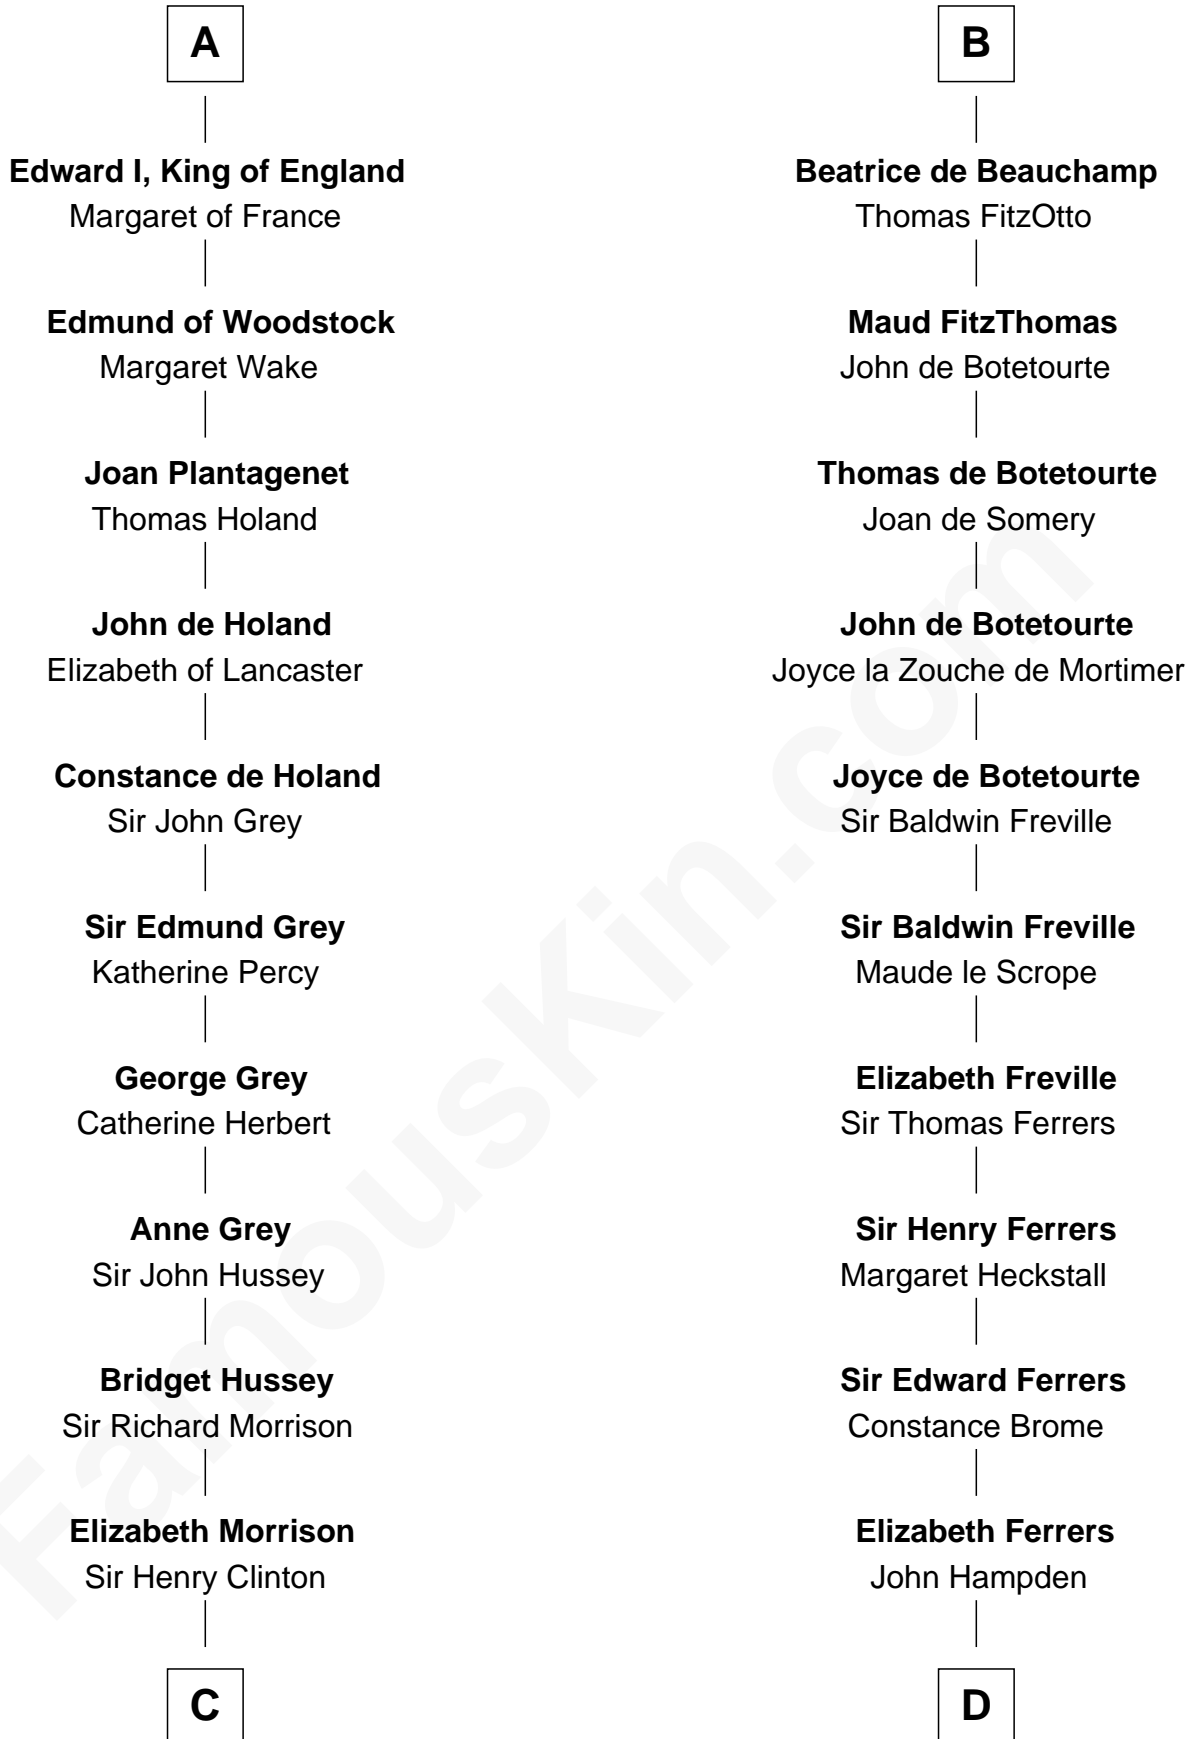 A
Edward I, King of England
Margaret of France
Edmund of Woodstock
Margaret Wake
Joan Plantagenet
Thomas Holand
John de Holand
Elizabeth of Lancaster
Constance de Holand
Sir John Grey
Sir Edmund Grey
Katherine Percy
George Grey
Catherine Herbert
Anne Grey
Sir John Hussey
Bridget Hussey
Sir Richard Morrison
Elizabeth Morrison
Sir Henry Clinton
C
B
Beatrice de Beauchamp
Thomas FitzOtto
Maud FitzThomas
John de Botetourte
Thomas de Botetourte
Joan de Somery
John de Botetourte
Joyce la Zouche de Mortimer
Joyce de Botetourte
Sir Baldwin Freville
Sir Baldwin Freville
Maude le Scrope
Elizabeth Freville
Sir Thomas Ferrers
Sir Henry Ferrers
Margaret Heckstall
Sir Edward Ferrers
Constance Brome
Elizabeth Ferrers
John Hampden
D
FamousKin.com